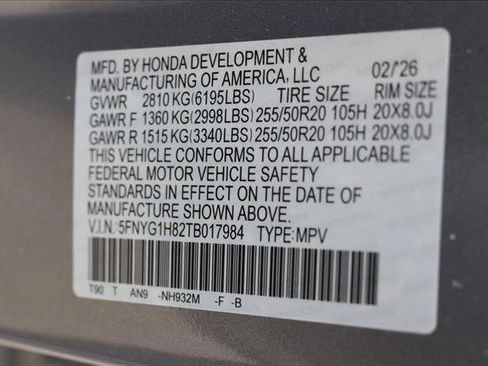 MFD. BY HONDA DEVELOPMENT &
MANUFACTURING OF AMERICA, LLC 02/'26
GVWR 2810 KG(6195LBS) TIRE SIZE RIM SIZE
GAWR F 1360 KG(2998LBS) 255/50R20 105H 20X8.0J
GAWR R 1515 KG(3340LBS) 255/50R20 105H 20X8.0J
THIS VEHICLE CONFORMS TO ALL APPLICABLE
FEDERAL MOTOR VEHICLE SAFETY
STANDARDS IN EFFECT ON THE DATE OF
MANUFACTURE SHOWN ABOVE.
V.I.N.:5FNYG1H82TB017984 TYPE:MPV
T90 T AN9 -NH932M -F -B